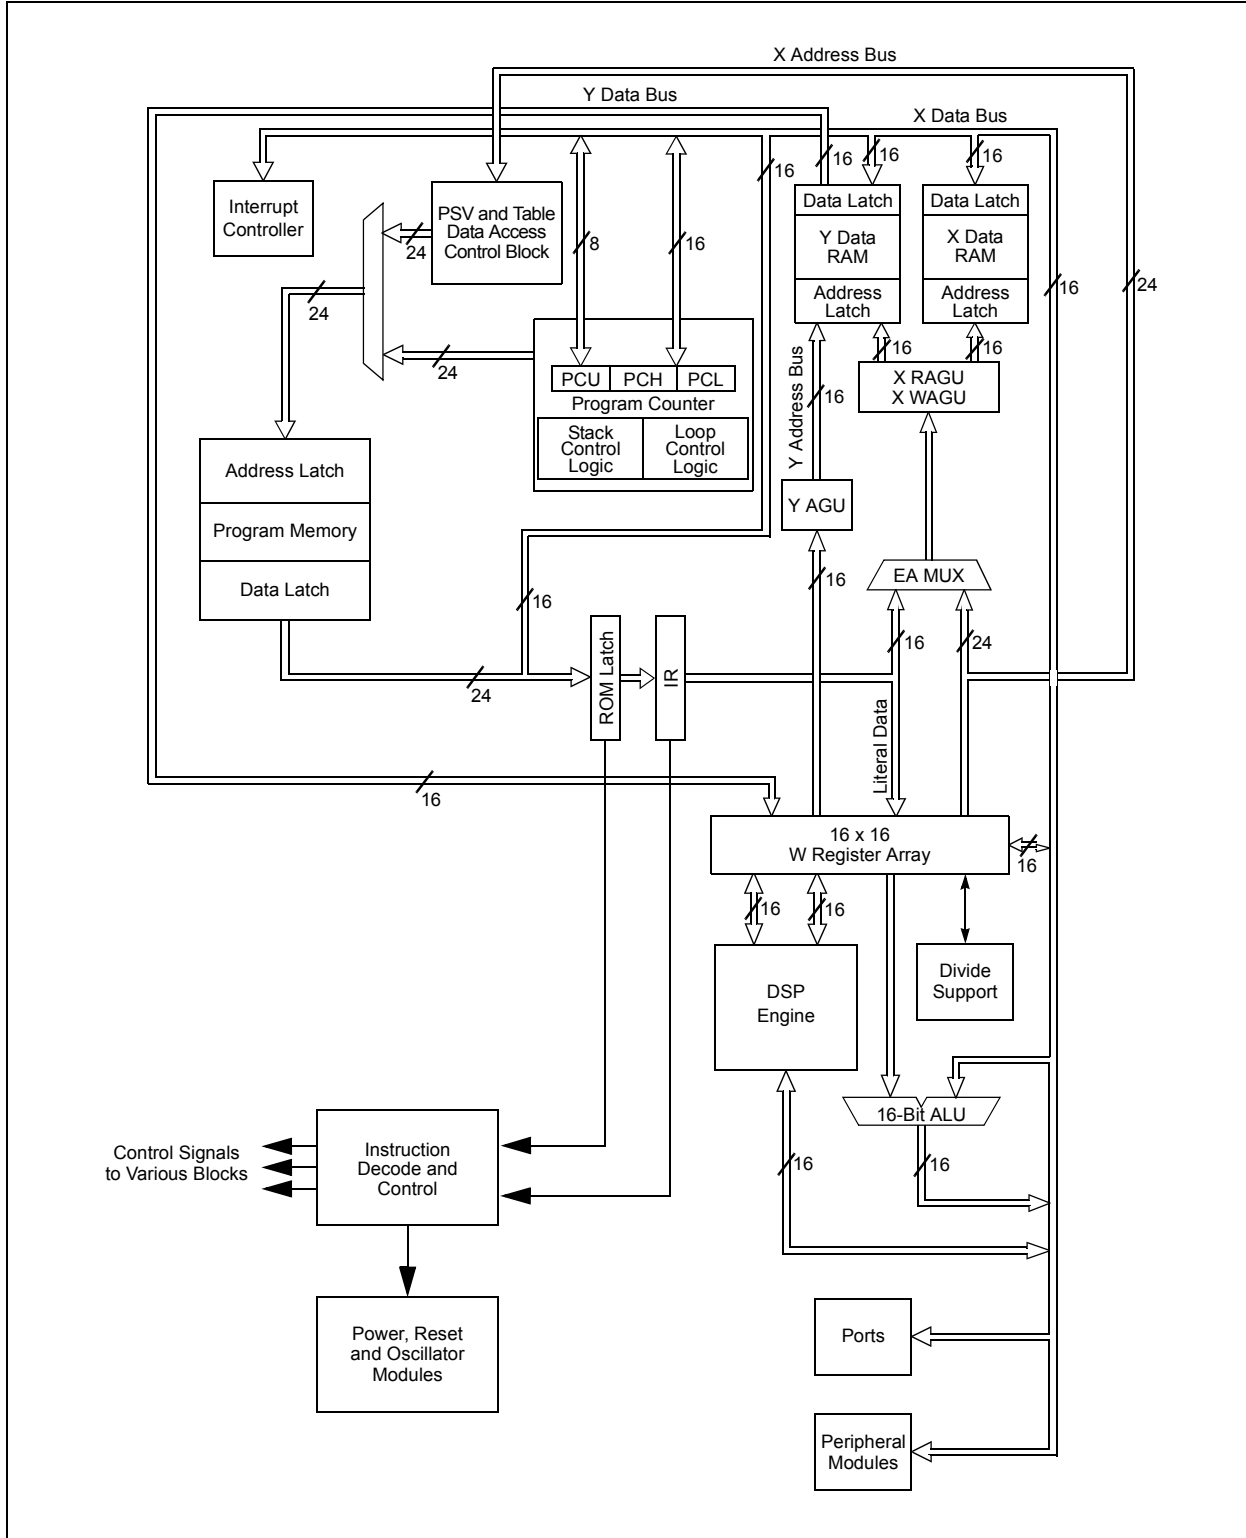 X Address Bus
Y Data Bus
X Data Bus
16
16
16
16
Interrupt
Controller
PSV and Table
Data Access
Control Block
24
8
16
Data Latch
Y Data
RAM
Address
Latch
Data Latch
X Data
RAM
Address
Latch
16
24
24
24
16
16
PCU
PCH
PCL
Program Counter
Stack
Control
Logic
Loop
Control
Logic
Y Address Bus
16
X RAGU
X WAGU
Address Latch
Program Memory
Data Latch
Y AGU
16
EA MUX
16
16
24
24
ROM Latch
IR
Literal Data
16
16 x 16
W Register Array
16
16
16
DSP
Engine
Divide
Support
16-Bit ALU
16
16
Control Signals
to Various Blocks
Instruction
Decode and
Control
Power, Reset
and Oscillator
Modules
Ports
Peripheral
Modules